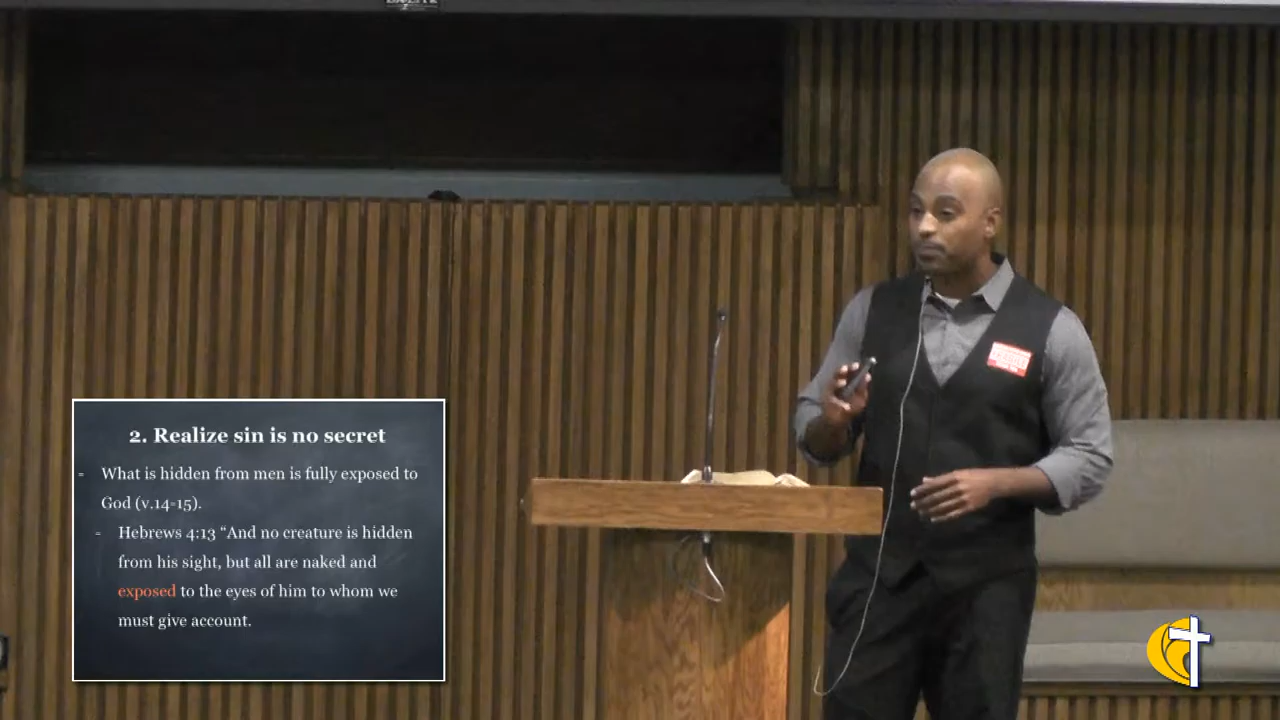 2. Realize sin is no secret
- What is hidden from men is fully exposed to
God (v.14-15).
- Hebrews 4:13 “And no creature is hidden
from his sight, but all are naked and
exposed to the eyes of him to whom we
must give account.